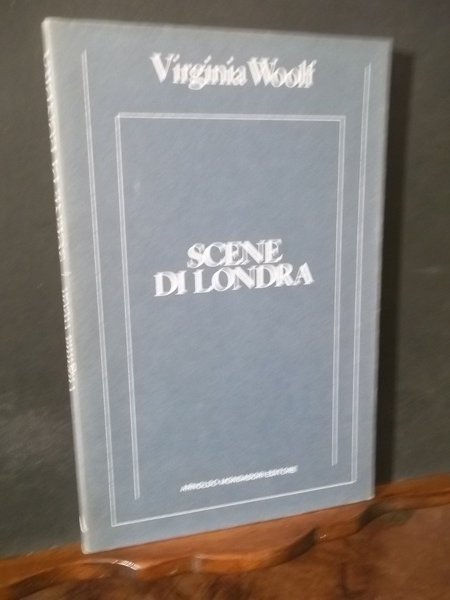 Virginia Woolf
SCENE
DI LONDRA
ARNOLDO MONDADORI EDITORE